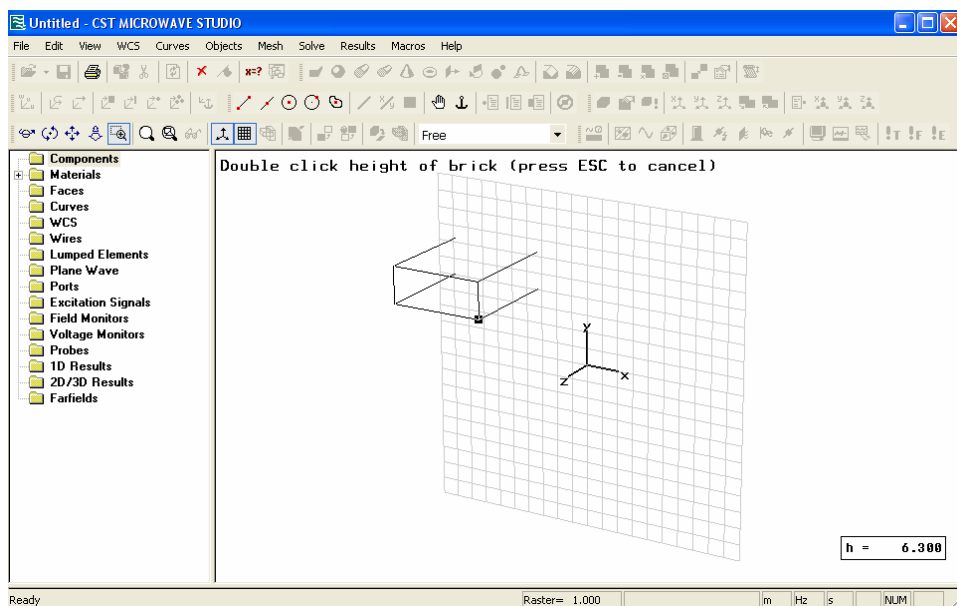 Untitled - CST MICROWAVE STUDIO
File Edit View WCS Curves Objects Mesh Solve Results Macros Help
x=?
Free
!T !F !E
Components
Materials
Faces
Curves
WCS
Wires
Lumped Elements
Plane Wave
Ports
Excitation Signals
Field Monitors
Voltage Monitors
Probes
1D Results
2D/3D Results
Farfields
Double click height of brick (press ESC to cancel)
y
x
z
h = 6.300
Ready Raster= 1.000 m Hz s NUM